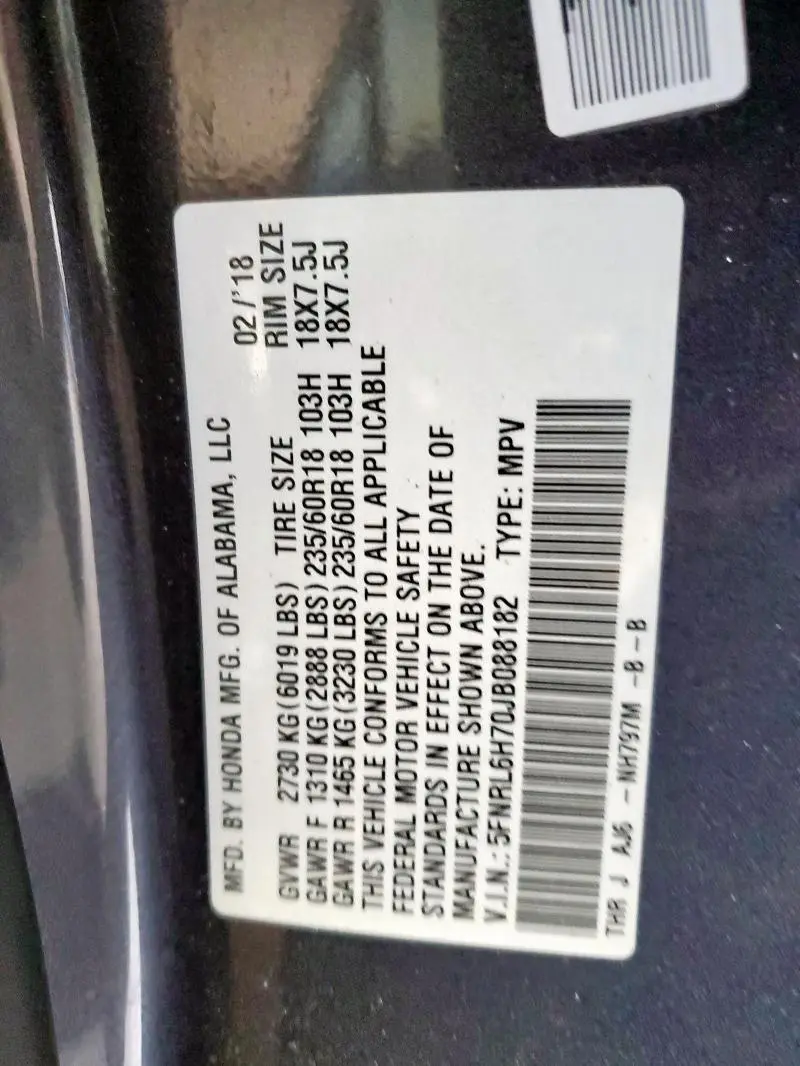 MFD. BY HONDA MFG. OF ALABAMA, LLC 02/'18
GVWR 2730 KG(6019 LBS) TIRE SIZE RIM SIZE
GAWR F 1310 KG(2888 LBS)235/60R18 103H 18X7.5J
GAWR R 1465 KG(3230 LBS)235/60R18 103H 18X7.5J
THIS VEHICLE CONFORMS TO ALL APPLICABLE
FEDERAL MOTOR VEHICLE SAFETY
STANDARDS IN EFFECT ON THE DATE OF
MANUFACTURE SHOWN ABOVE.
V.I.N.: 5FNRL6H70JB088182 TYPE: MPV
THR J AJ6 - NH797M -B-B